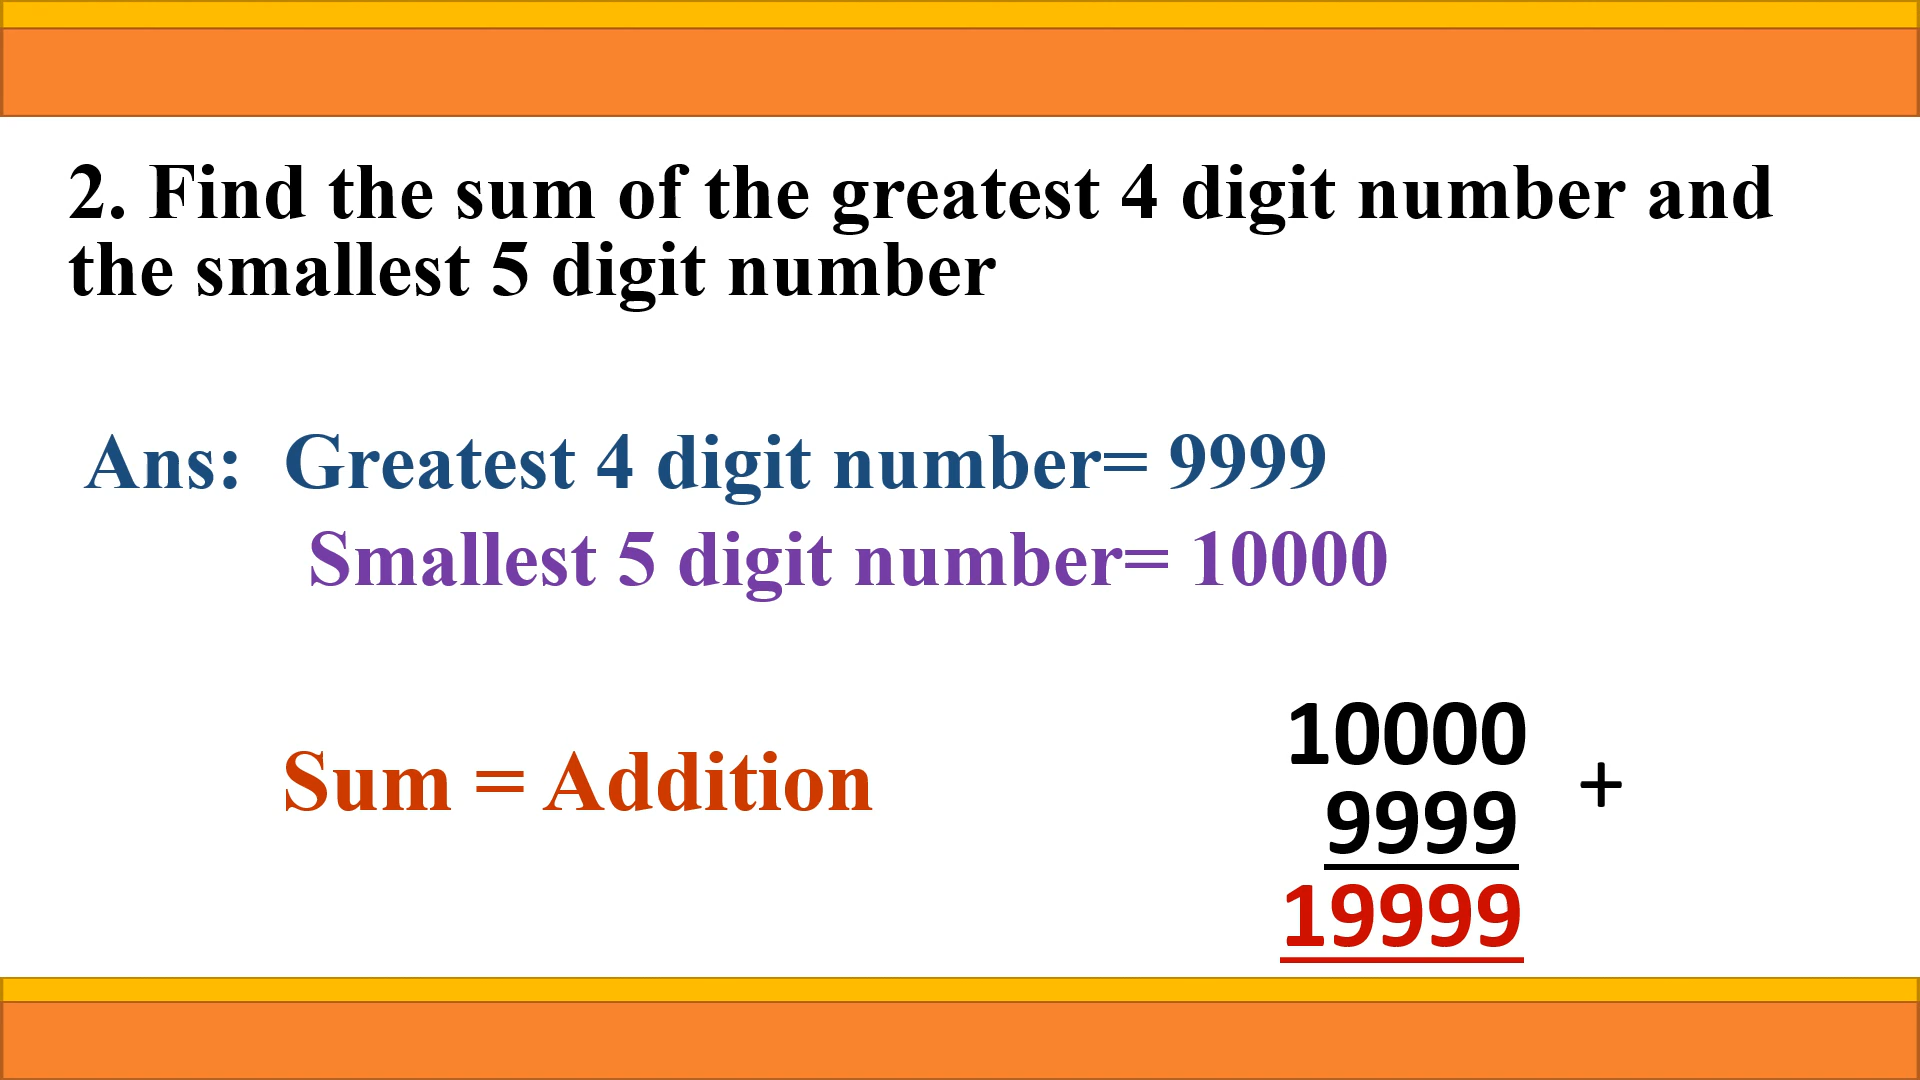 2. Find the sum of the greatest 4 digit number and
the smallest 5 digit number
Ans: Greatest 4 digit number= 9999
Smallest 5 digit number= 10000
Sum = Addition
10000
+
9999
19999